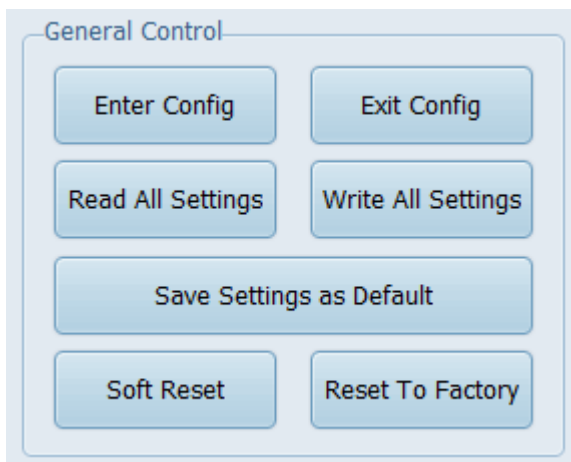 General Control
Enter Config
Exit Config
Read All Settings
Write All Settings
Save Settings as Default
Soft Reset
Reset To Factory